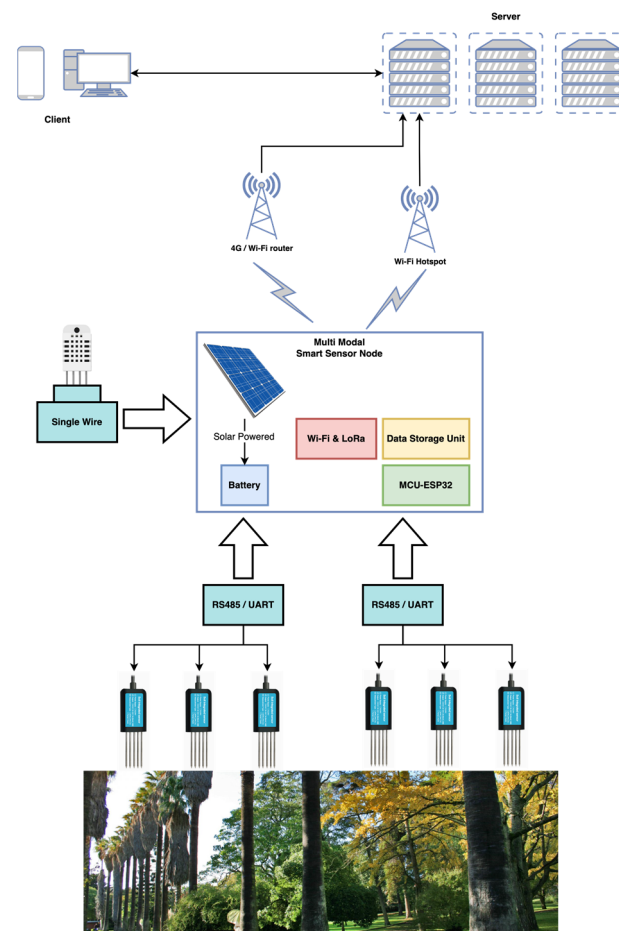 Server
Client
4G / Wi-Fi router
Wi-Fi Hotspot
Multi Modal
Smart Sensor Node
Single Wire
Solar Powered
Wi-Fi & LoRa
Data Storage Unit
Battery
MCU-ESP32
RS485 / UART
RS485 / UART